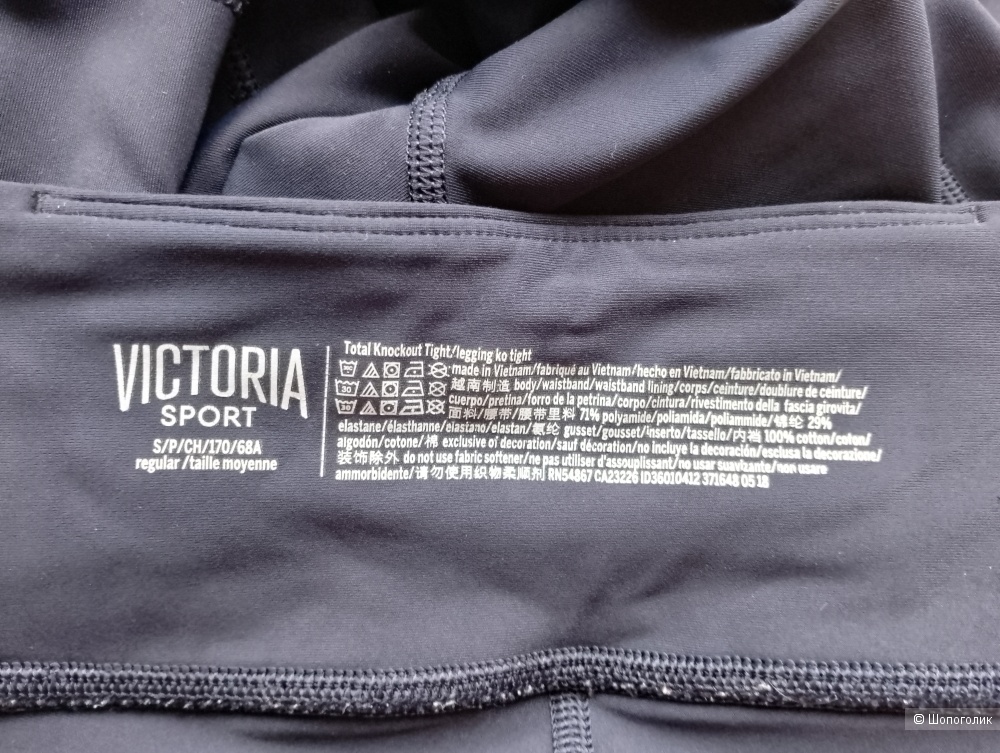 VICTORIA
SPORT
S/P/CH/170/68A
regular /taille moyenne
Total Knockout Tight/legging ko tight
made in Vietnam/fabriqué au Vietnam/hecho en Vietnam/fabbricato in Vietnam/
越南制造 body/waistband/waistband lining/corps/ceinture/doublure de ceinture/
cuerpo/pretina/forro de la petrina/corpo/cintura/rivestimento della fascia girovita/
面料/腰带/腰带里料 71% polyamide/poliamida/poliammide/锦纶 29%
elastane/élasthanne/elastano/elastan/氨纶 gusset/gousset/inserto/tassello/内裆 100% cotton/coton/
algodón/cotone/棉 exclusive of decoration/sauf décoration/no incluye la decoración/esclusa la decorazione/
装饰除外 do not use fabric softener/ne pas utiliser d'assouplissant/no usar suavizante/non usare
ammorbidente/请勿使用织物柔顺剂 RN54867 CA23226 ID36010412 371648 05 18
© Шопоголик